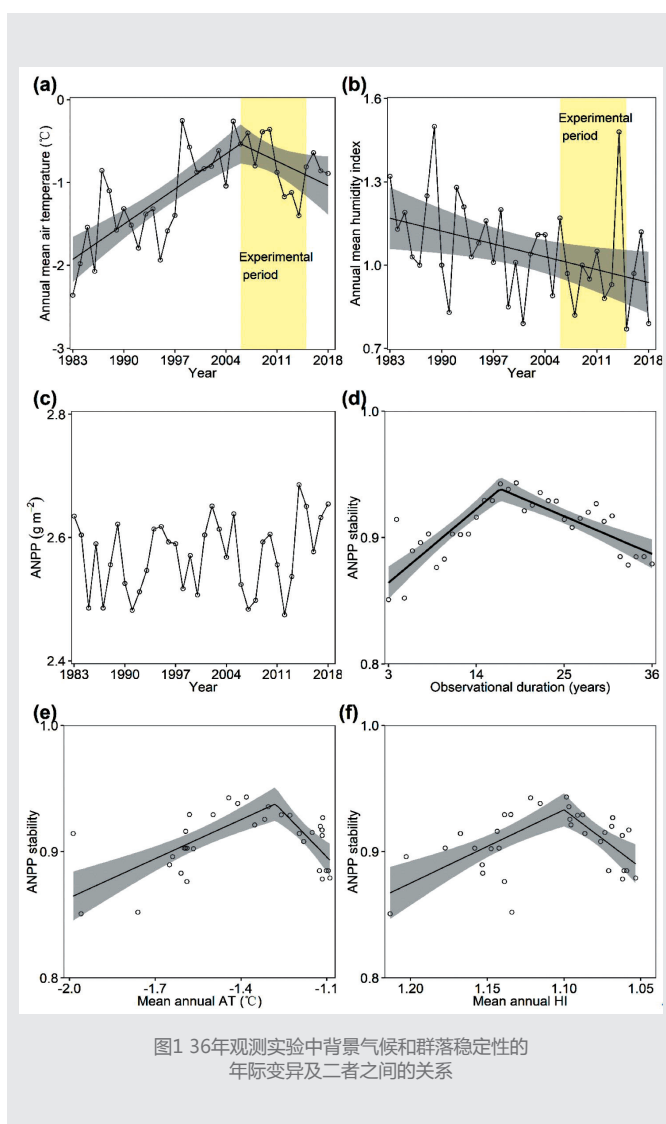 (a)
0
-1
-2
-3
Annual mean air temperature (℃)
Experimental
period
1983 1990 1997 2004 2012 2018
Year
(b)
1.6
1.3
1.0
0.7
Annual mean humidity index
Experimental
period
1983 1990 1997 2004 2011 2018
Year
(c)
2.8
2.6
2.4
ANPP (g m⁻²)
1983 1990 1997 2004 2012 2018
Year
(d)
1.0
0.9
0.8
ANPP stability
3 14 25 36
Observational duration (years)
(e)
1.0
0.9
0.8
ANPP stability
-2.0 -1.7 -1.4 -1.1
Mean annual AT (℃)
(f)
1.0
0.9
0.8
ANPP stability
1.20 1.15 1.10 1.05
Mean annual HI
图1 36年观测实验中背景气候和群落稳定性的
年际变异及二者之间的关系